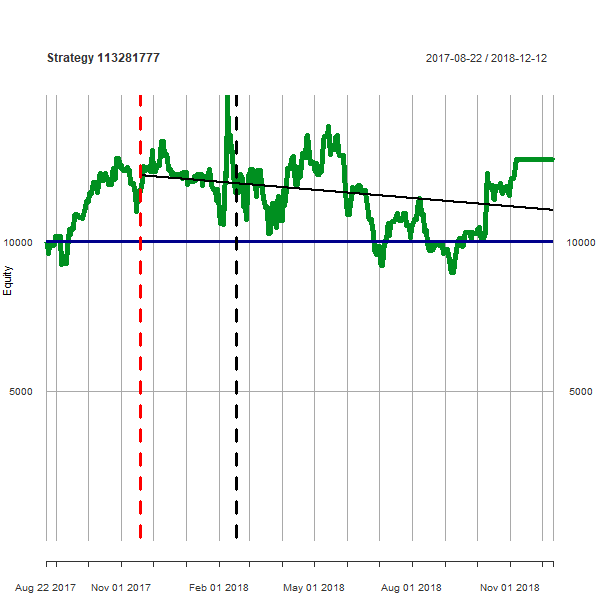 Strategy 113281777
2017-08-22 / 2018-12-12
10000
10000
Equity
5000
5000
Aug 22 2017
Nov 01 2017
Feb 01 2018
May 01 2018
Aug 01 2018
Nov 01 2018